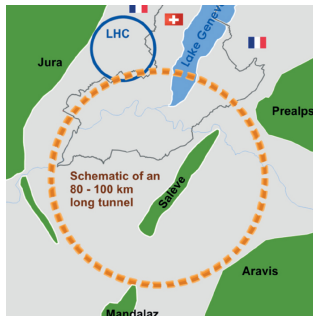 LHC
Lake Geneva
Jura
Prealps
Schematic of an
80 - 100 km
long tunnel
Salève
Aravis
Mandalaz